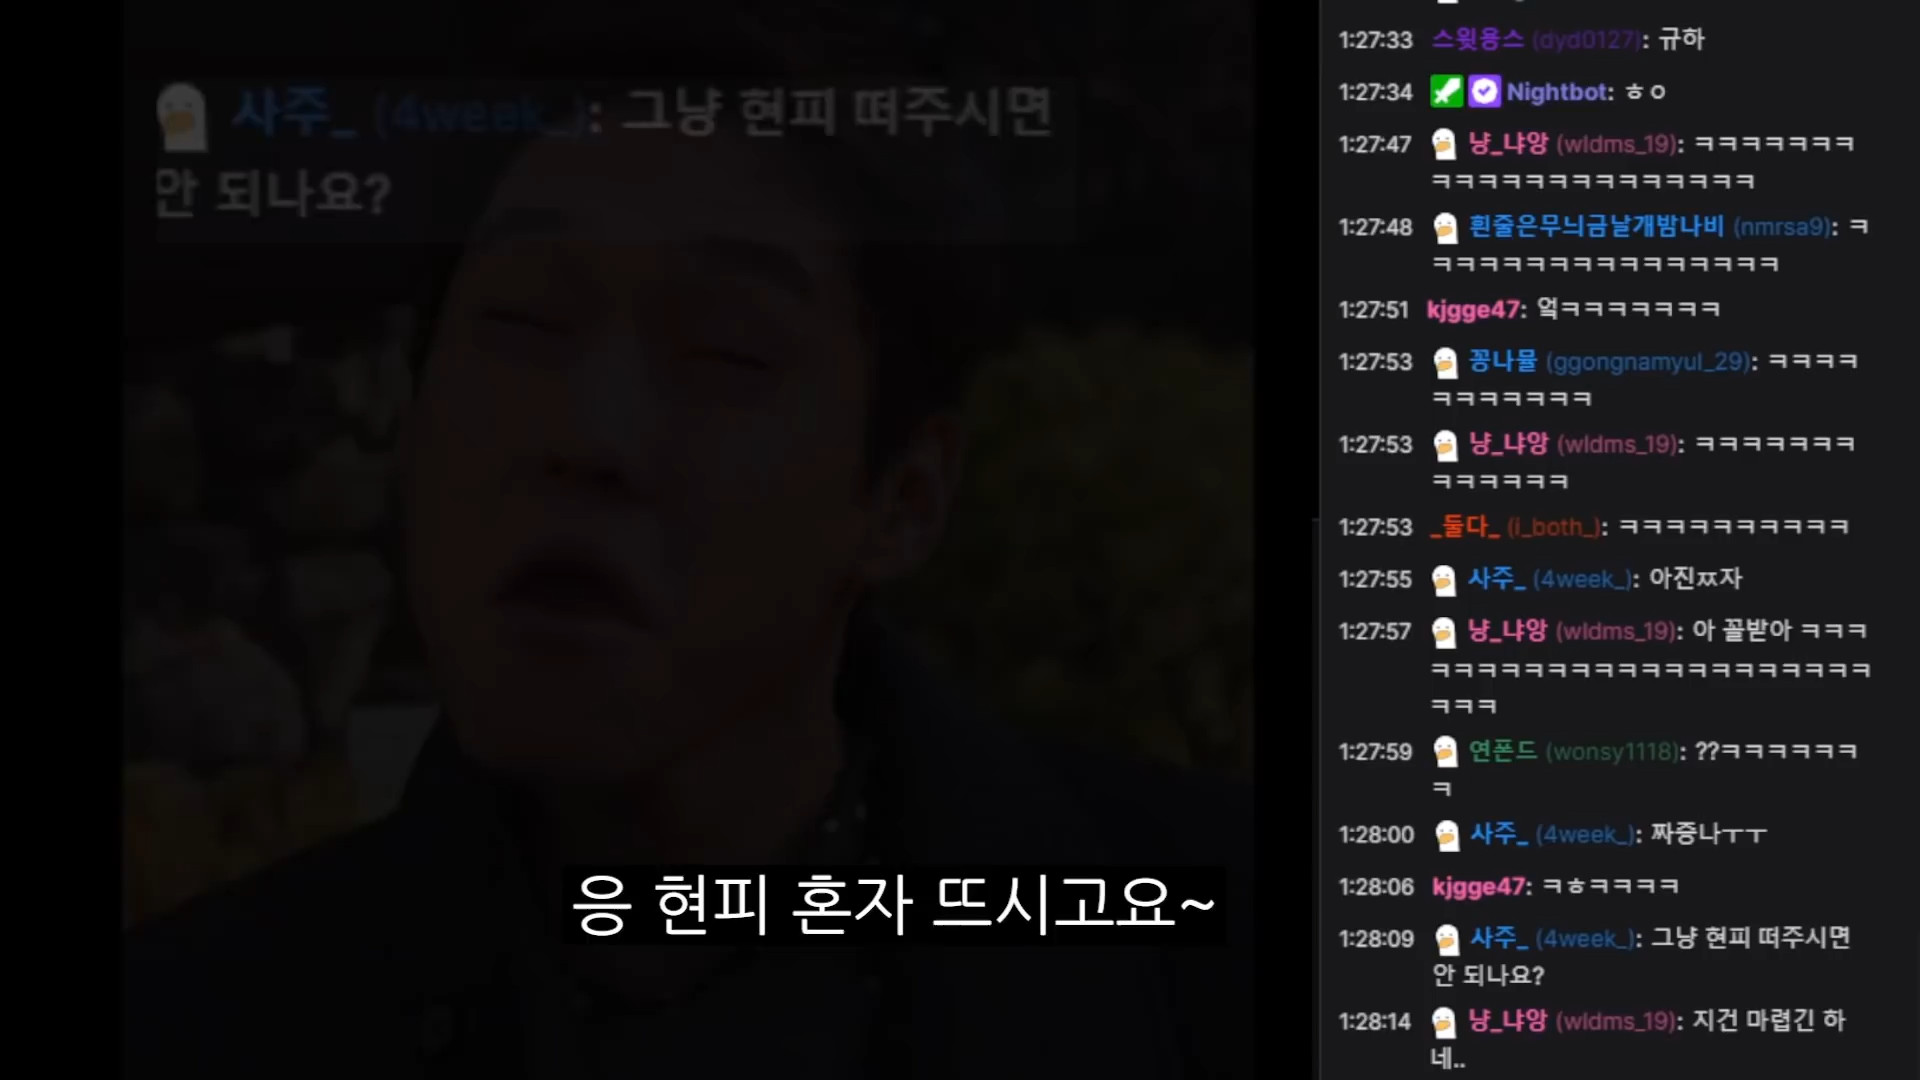 사주_ (4week_): 그냥 현피 떠주시면
안 되나요?
응 현피 혼자 뜨시고요~
1:27:33 스윗용스 (dyd0127): 규하
1:27:34 Nightbot: ㅎㅇ
1:27:47 냥_냐앙 (wldms_19): ㅋㅋㅋㅋㅋㅋㅋ
ㅋㅋㅋㅋㅋㅋㅋㅋㅋㅋㅋㅋㅋㅋ
1:27:48 흰줄은무늬금날개밤나비 (nmrsa9): ㅋ
ㅋㅋㅋㅋㅋㅋㅋㅋㅋㅋㅋㅋㅋㅋㅋ
1:27:51 kjgge47: 엌ㅋㅋㅋㅋㅋㅋㅋ
1:27:53 꽁나뮬 (ggongnamyul_29): ㅋㅋㅋㅋ
ㅋㅋㅋㅋㅋㅋㅋ
1:27:53 냥_냐앙 (wldms_19): ㅋㅋㅋㅋㅋㅋㅋ
ㅋㅋㅋㅋㅋㅋ
1:27:53 _둘다_ (i_both_): ㅋㅋㅋㅋㅋㅋㅋㅋㅋㅋ
1:27:55 사주_ (4week_): 아진ㅉ자
1:27:57 냥_냐앙 (wldms_19): 아 꼴받아 ㅋㅋㅋ
ㅋㅋㅋㅋㅋㅋㅋㅋㅋㅋㅋㅋㅋㅋㅋㅋㅋㅋㅋ
ㅋㅋㅋ
1:27:59 연폰드 (wonsy1118): ??ㅋㅋㅋㅋㅋㅋ
ㅋ
1:28:00 사주_ (4week_): 짜증나ㅜㅜ
1:28:06 kjgge47: ㅋㅎㅋㅋㅋㅋ
1:28:09 사주_ (4week_): 그냥 현피 떠주시면
안 되나요?
1:28:14 냥_냐앙 (wldms_19): 지건 마렵긴 하
네..